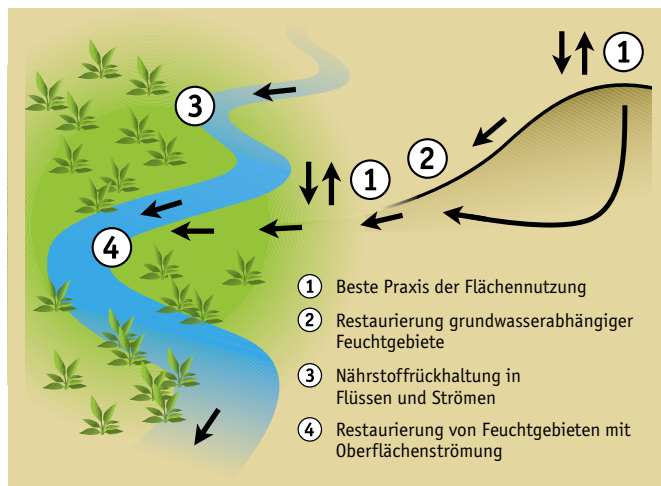 1
3
2
1
4
1 Beste Praxis der Flächennutzung
2 Restaurierung grundwasserabhängiger
Feuchtgebiete
3 Nährstoffrückhaltung in
Flüssen und Strömen
4 Restaurierung von Feuchtgebieten mit
Oberflächenströmung